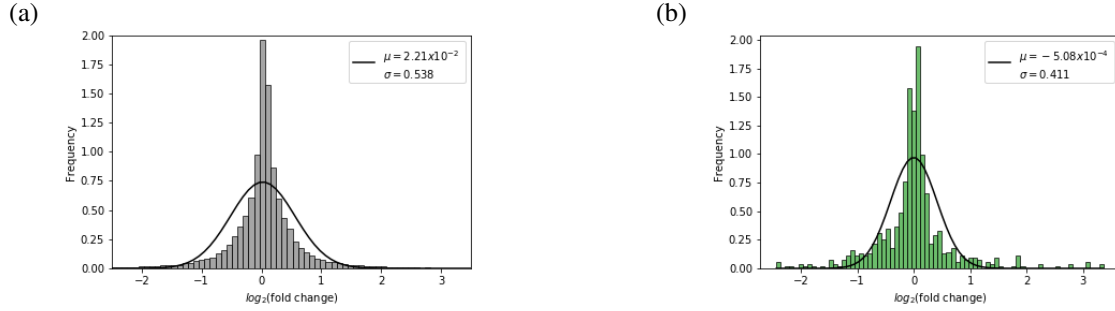 (a)
2.00
1.75
1.50
1.25
1.00
0.75
0.50
0.25
0.00
Frequency
−2 −1 0 1 2 3
log₂(fold change)
μ = 2.21x10⁻²
σ = 0.538
(b)
2.00
1.75
1.50
1.25
1.00
0.75
0.50
0.25
0.00
Frequency
−2 −1 0 1 2 3
log₂(fold change)
μ = − 5.08x10⁻⁴
σ = 0.411